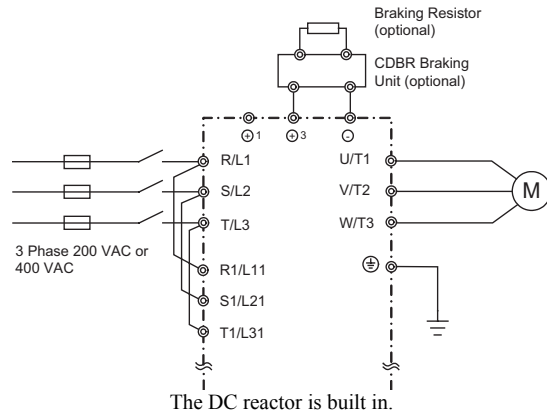 Braking Resistor
(optional)
CDBR Braking
Unit (optional)
⊕1 ⊕3 ⊖
R/L1 U/T1
S/L2 V/T2
M
T/L3 W/T3
3 Phase 200 VAC or
400 VAC
R1/L11
S1/L21
T1/L31
The DC reactor is built in.